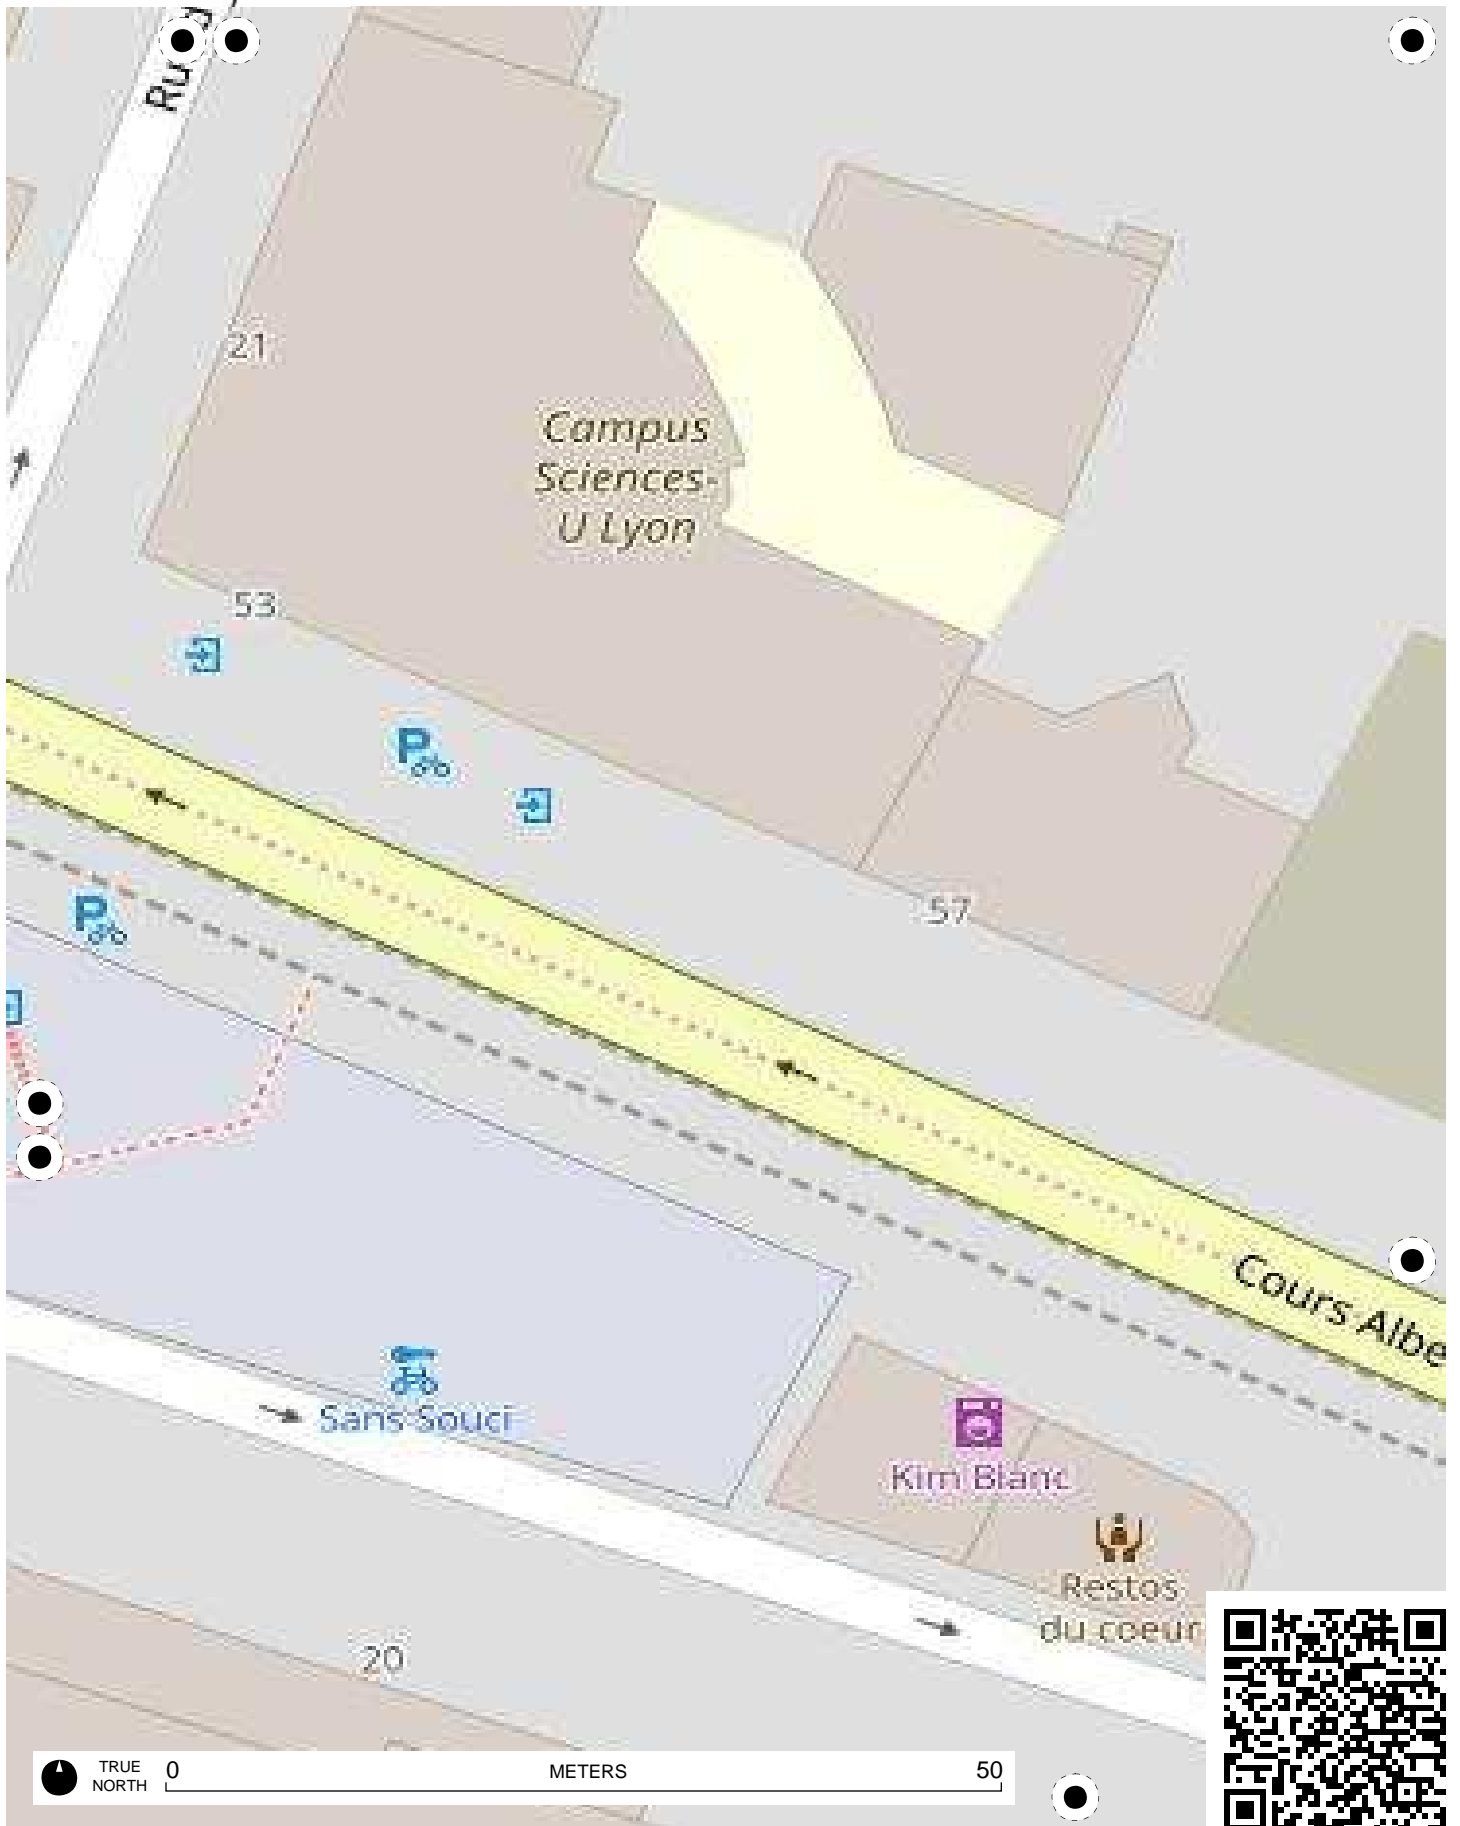 21
Campus
Sciences-
U Lyon
53
P
P
57
Cours Albe
Sans Souci
Kim Blanc
Restos
du coeur
20
TRUE
NORTH
0
METERS
50